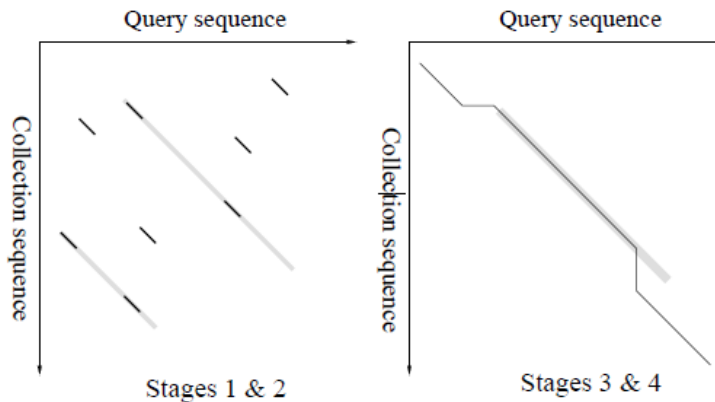 Query sequence
Collection sequence
Stages 1 & 2
Query sequence
Collection sequence
Stages 3 & 4